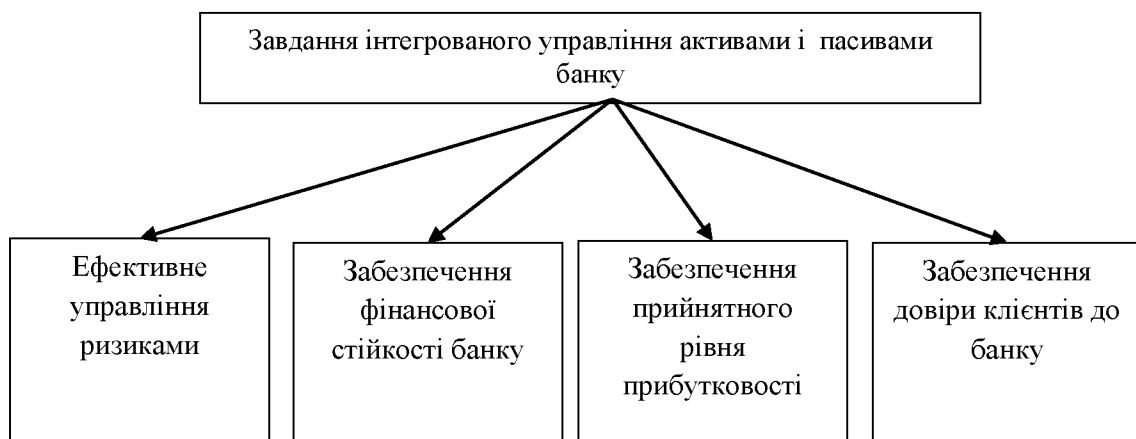 Завдання інтегрованого управління активами і пасивами
банку
Ефективне
управління
ризиками
Забезпечення
фінансової
стійкості банку
Забезпечення
прийнятного
рівня
прибутковості
Забезпечення
довіри клієнтів до
банку